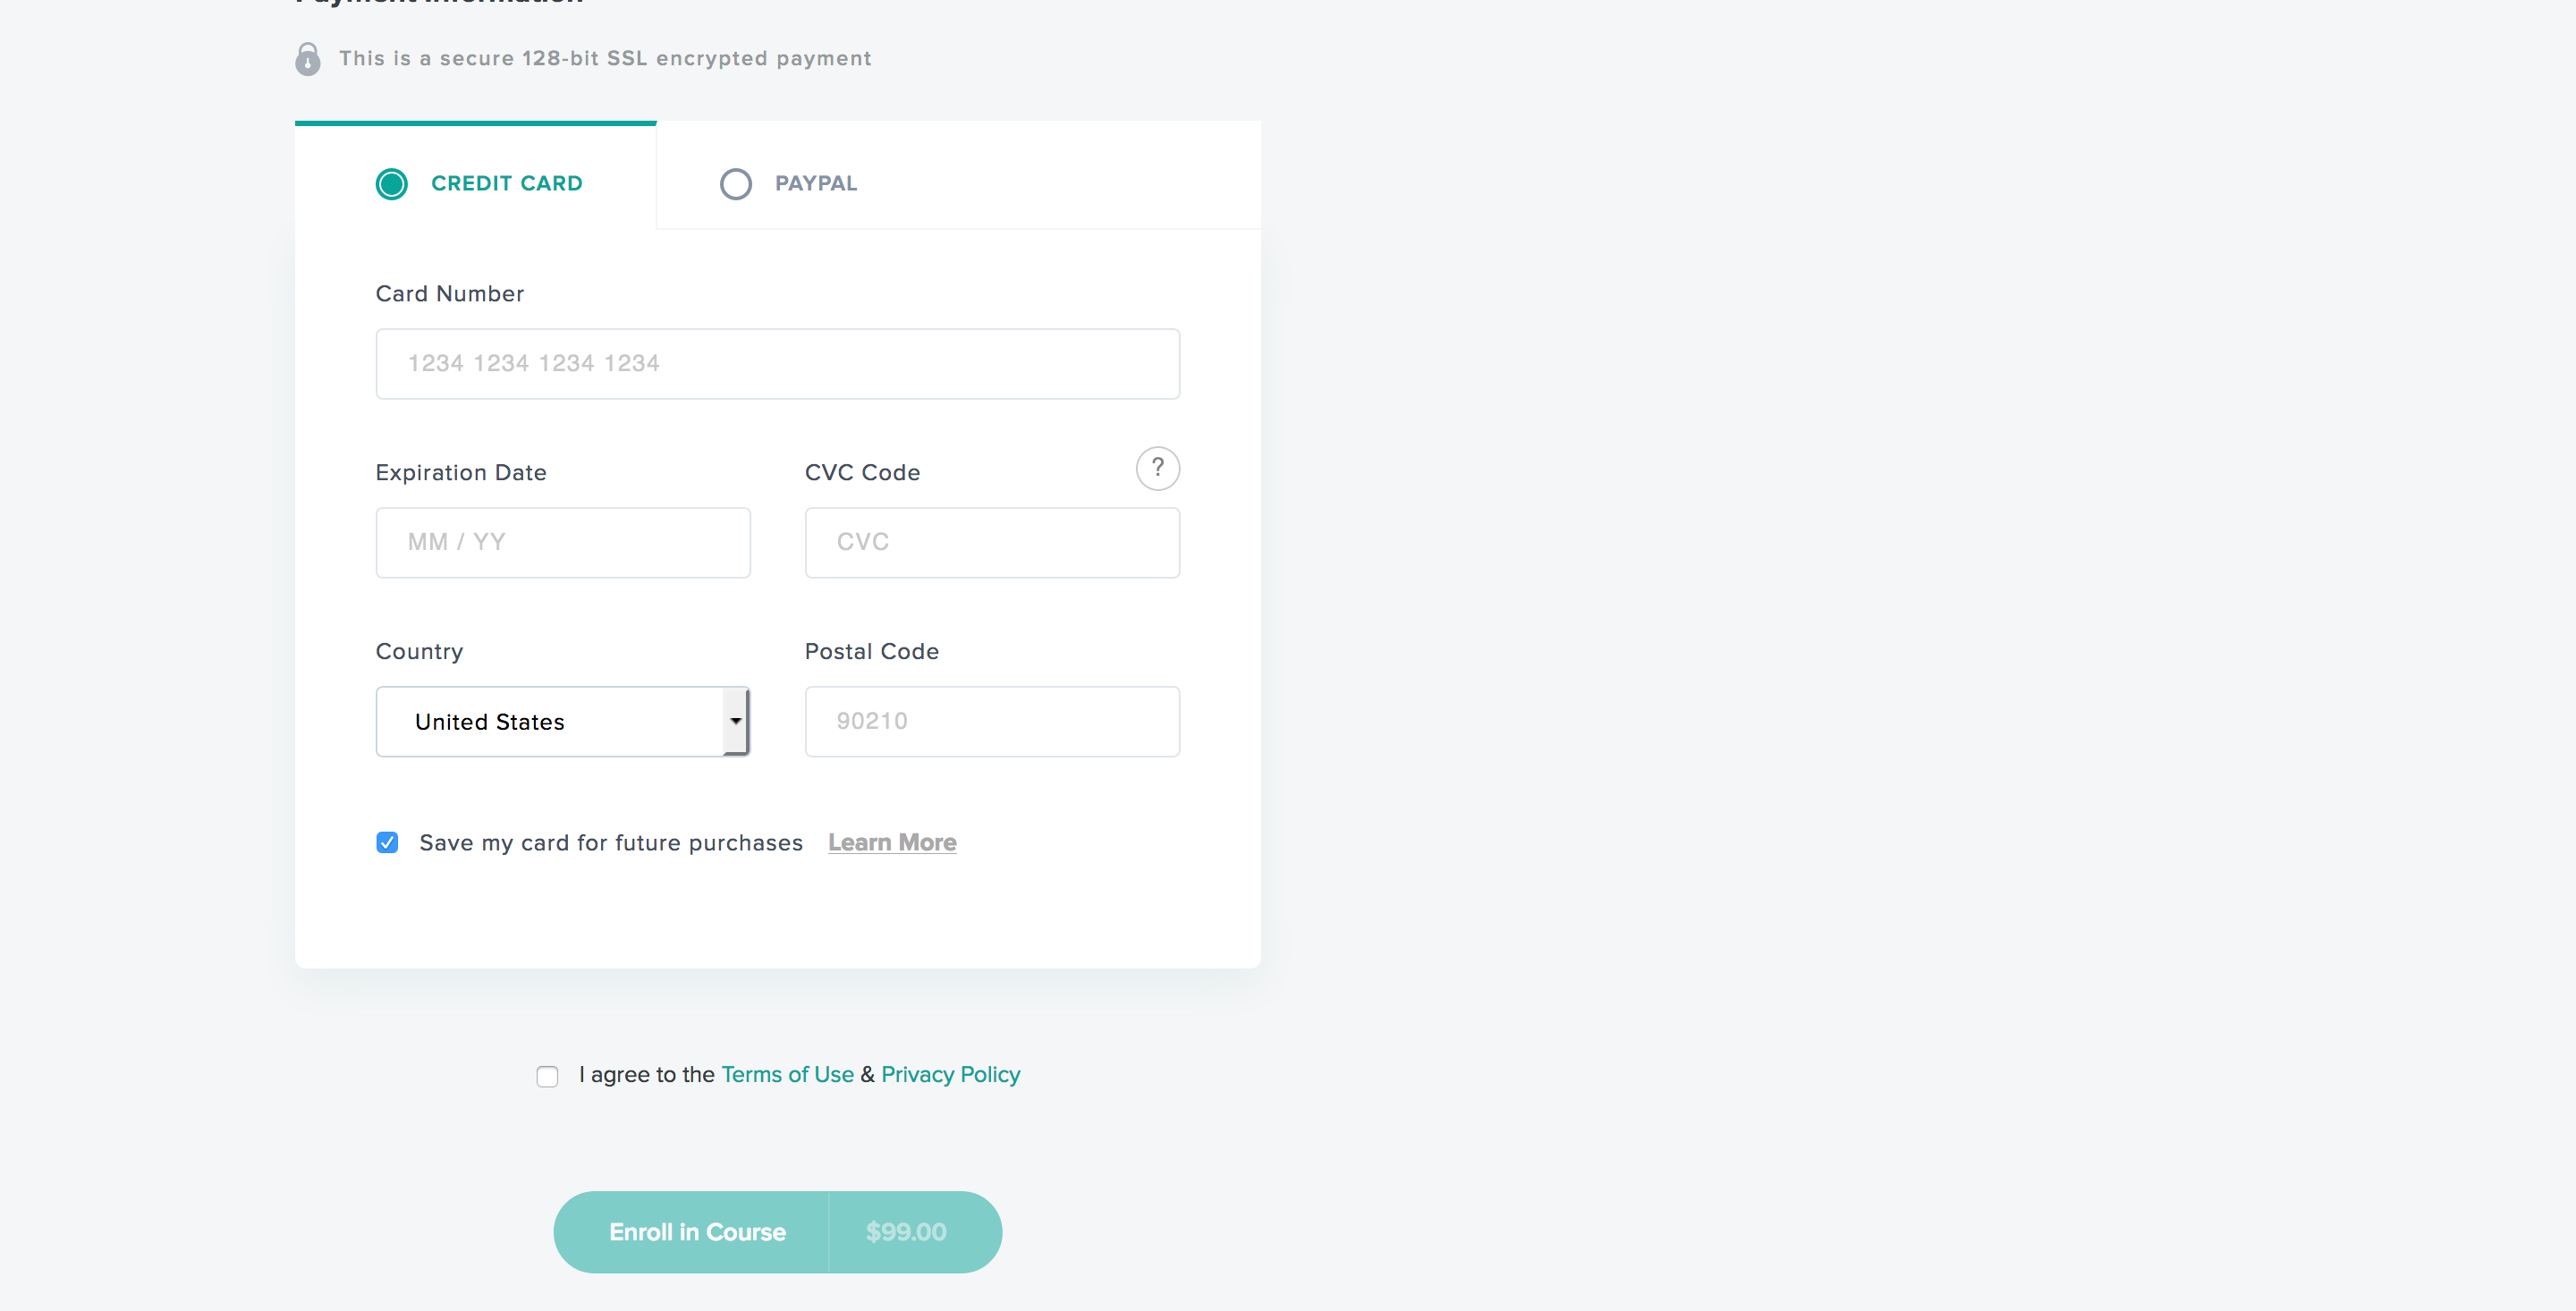 Payment Information
This is a secure 128-bit SSL encrypted payment
CREDIT CARD
PAYPAL
Card Number
1234 1234 1234 1234
Expiration Date
CVC Code
?
MM / YY
CVC
Country
Postal Code
United States
90210
Save my card for future purchases Learn More
I agree to the Terms of Use & Privacy Policy
Enroll in Course $99.00